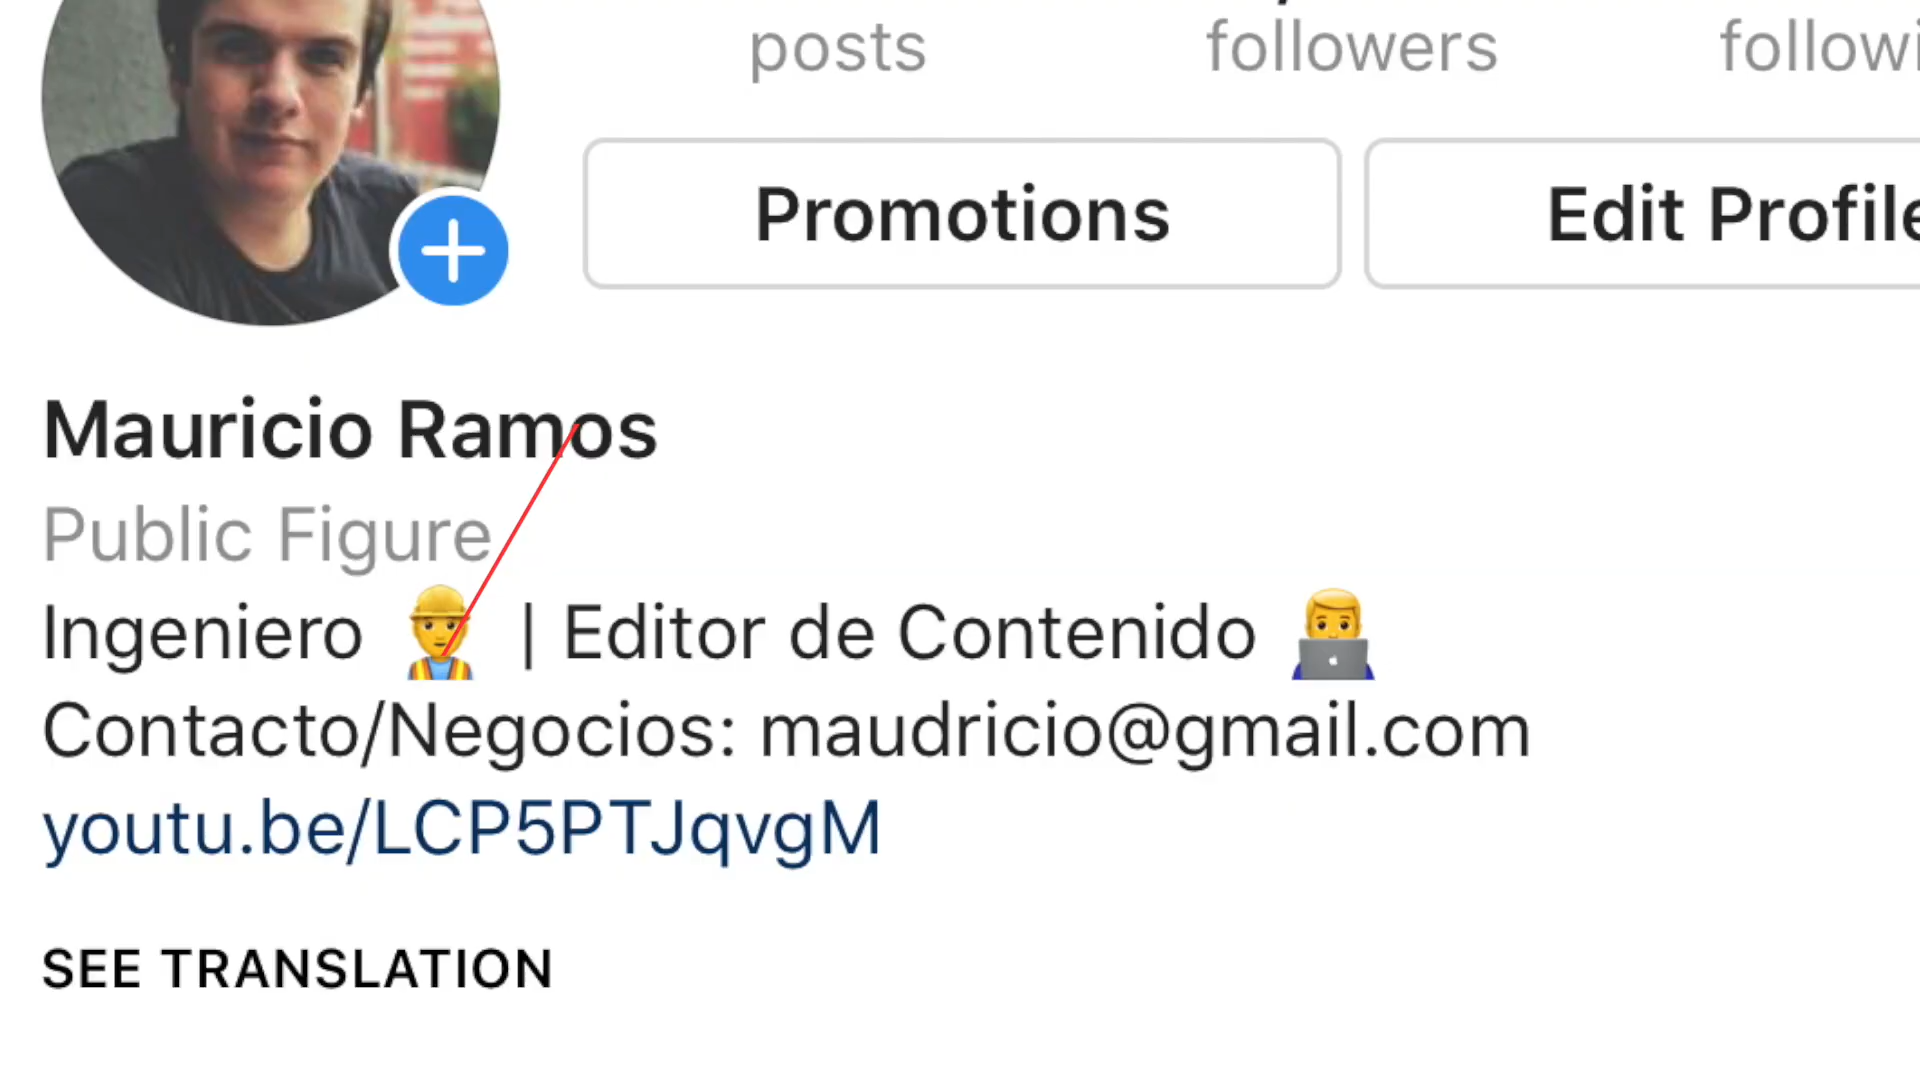 posts followers
Promotions Edit Profile
Mauricio Ramos
Public Figure
Ingeniero 👷‍♂️ | Editor de Contenido 👨‍💻
Contacto/Negocios: maudricio@gmail.com
youtu.be/LCP5PTJqvgM
SEE TRANSLATION